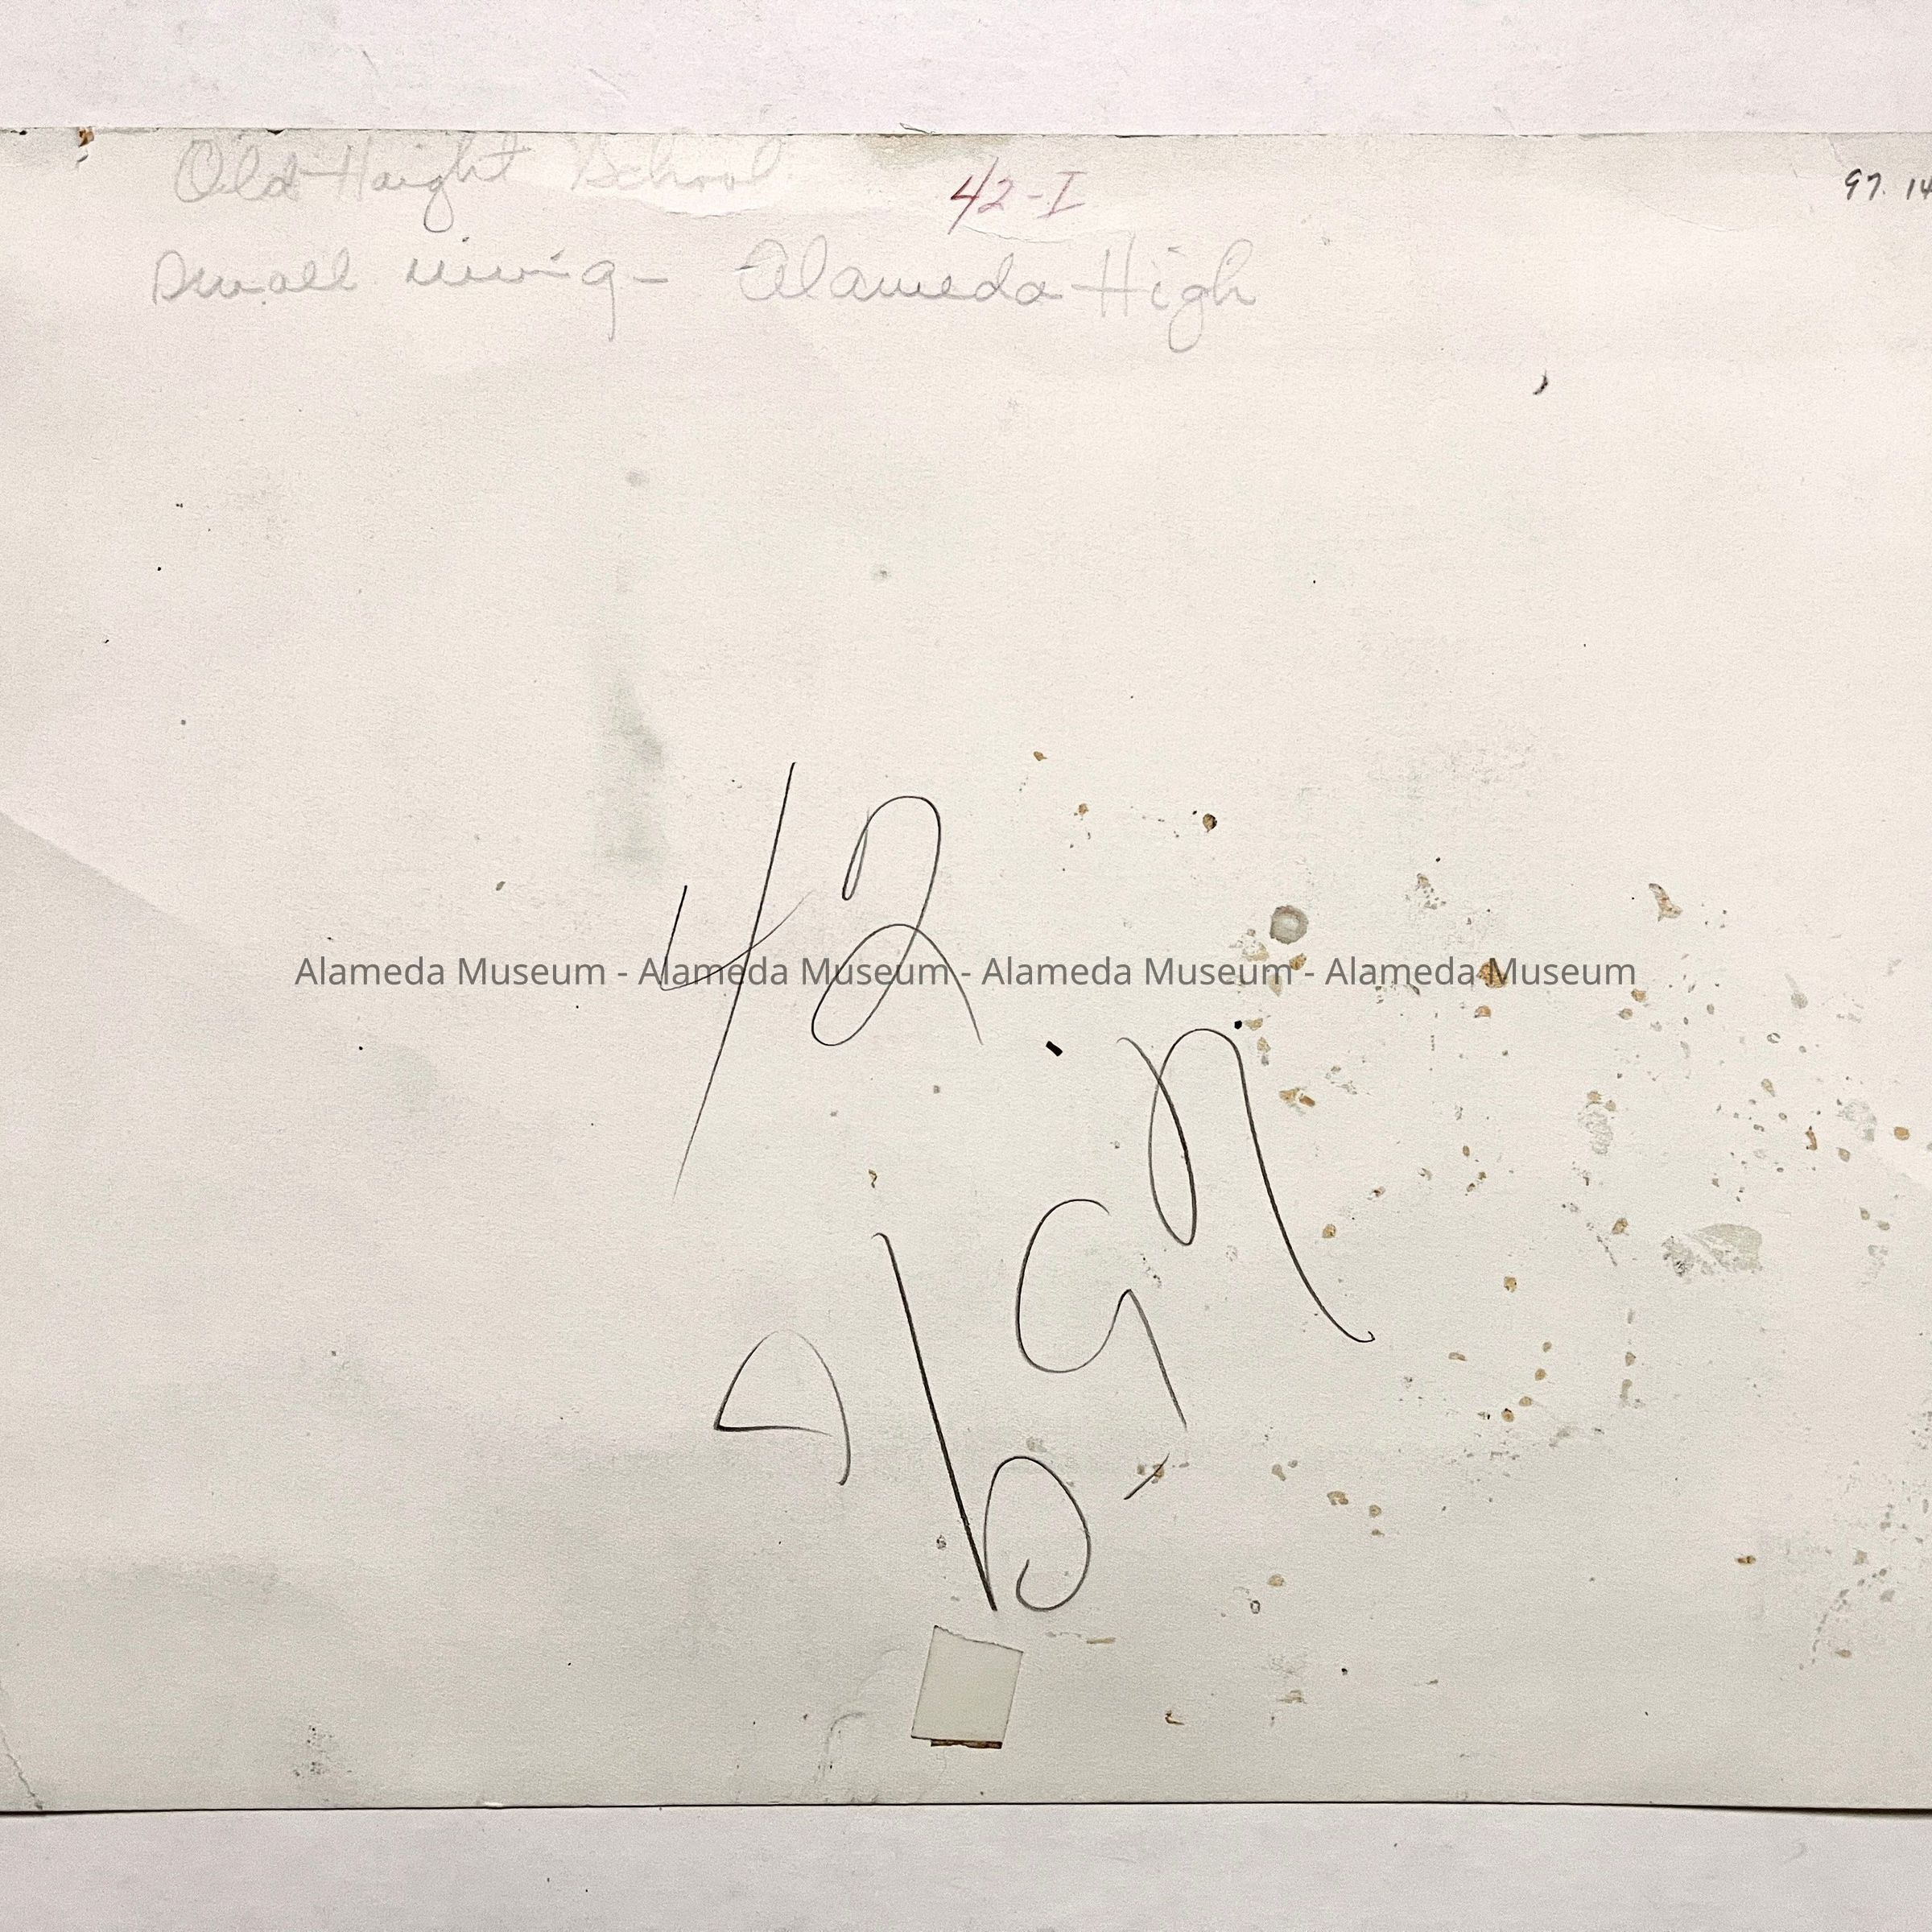 Old Haight School 42-I 97. 14
Small wing - Alameda High
42
Alameda Museum - Alameda Museum - Alameda Museum - Alameda Museum